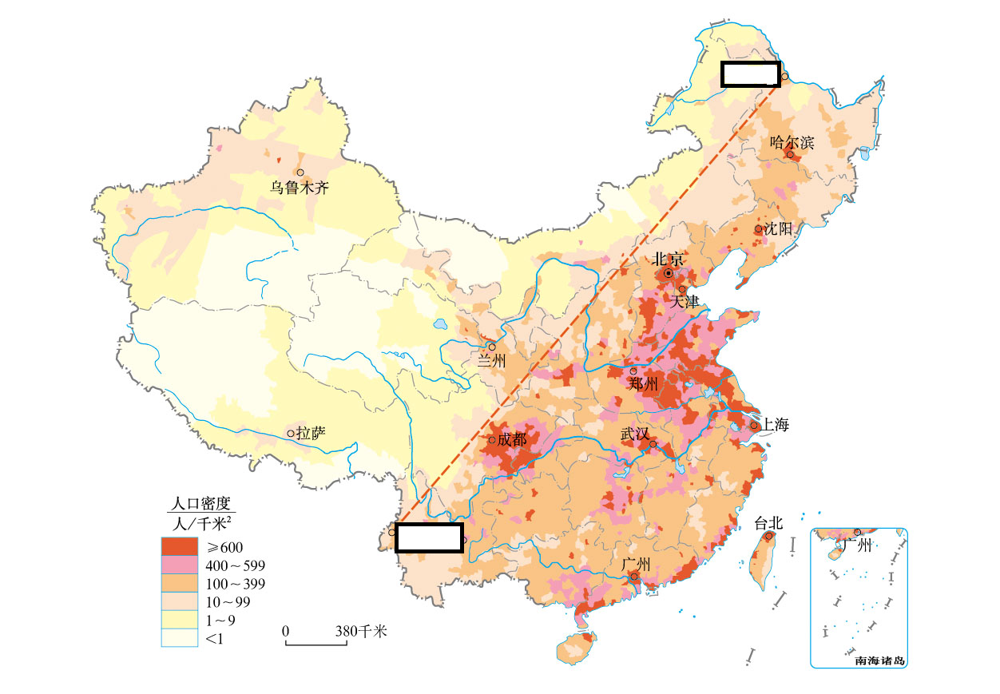 哈尔滨
乌鲁木齐
沈阳
北京
天津
兰州
郑州
上海
武汉
成都
拉萨
台北
广州
人口密度
人/千米²
≥600
400～599
100～399
10～99
1～9
<1
0 380千米
广州
南海诸岛